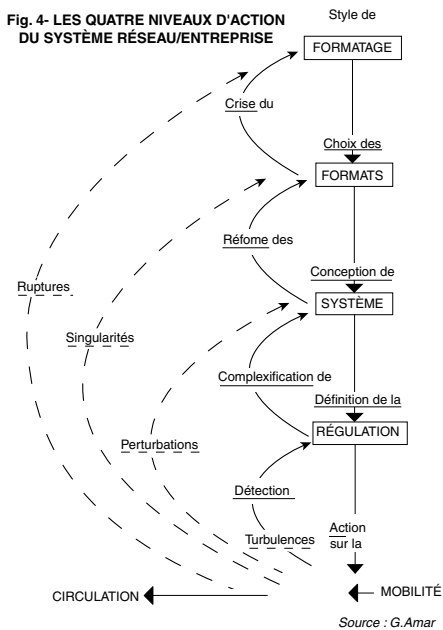 Fig. 4- LES QUATRE NIVEAUX D'ACTION
DU SYSTÈME RÉSEAU/ENTREPRISE
Style de
FORMATAGE
Crise du
Choix des
FORMATS
Réfome des
Conception de
Ruptures
SYSTÈME
Singularités
Complexification de
Définition de la
RÉGULATION
Perturbations
Détection
Turbulences
Action
sur la
CIRCULATION
MOBILITÉ
Source : G.Amar